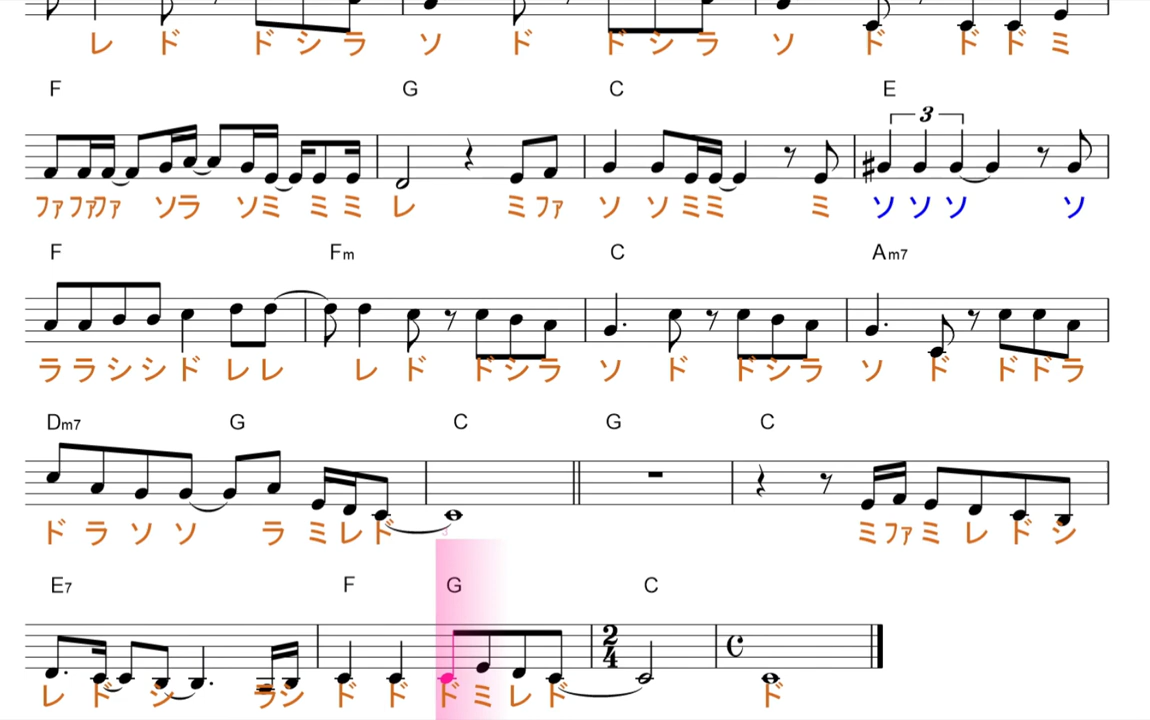 レ ド ド シ ラ ソ ド ド シ ラ ソ ド ド ド ミ
F G C E
3
ファ ファ ファ ソ ラ ソ ミ ミ ミ レ ミ ファ ソ ソ ミ ミ ミ ソ ソ ソ ソ
F Fm C Am7
ラ ラ シ シ ド レ レ レ ド ド シ ラ ソ ド ド シ ラ ソ ド ド ド ラ
Dm7 G C G C
ド ラ ソ ソ ラ ミ レ ド ミ ファ ミ レ ド シ
E7 F G C
2
4
レ ド シ ラ シ ド ド ド ミ レ ド ド